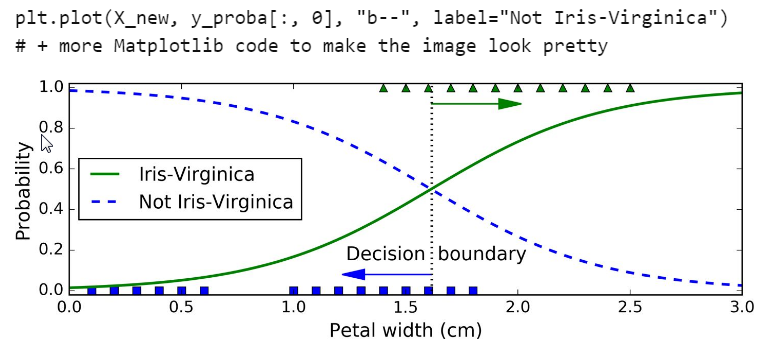 plt.plot(X_new, y_proba[:, 0], "b--", label="Not Iris-Virginica")
# + more Matplotlib code to make the image look pretty
1.0
0.8
0.6
0.4
0.2
0.0
Probability
Iris-Virginica
Not Iris-Virginica
Decision boundary
0.0 0.5 1.0 1.5 2.0 2.5 3.0
Petal width (cm)